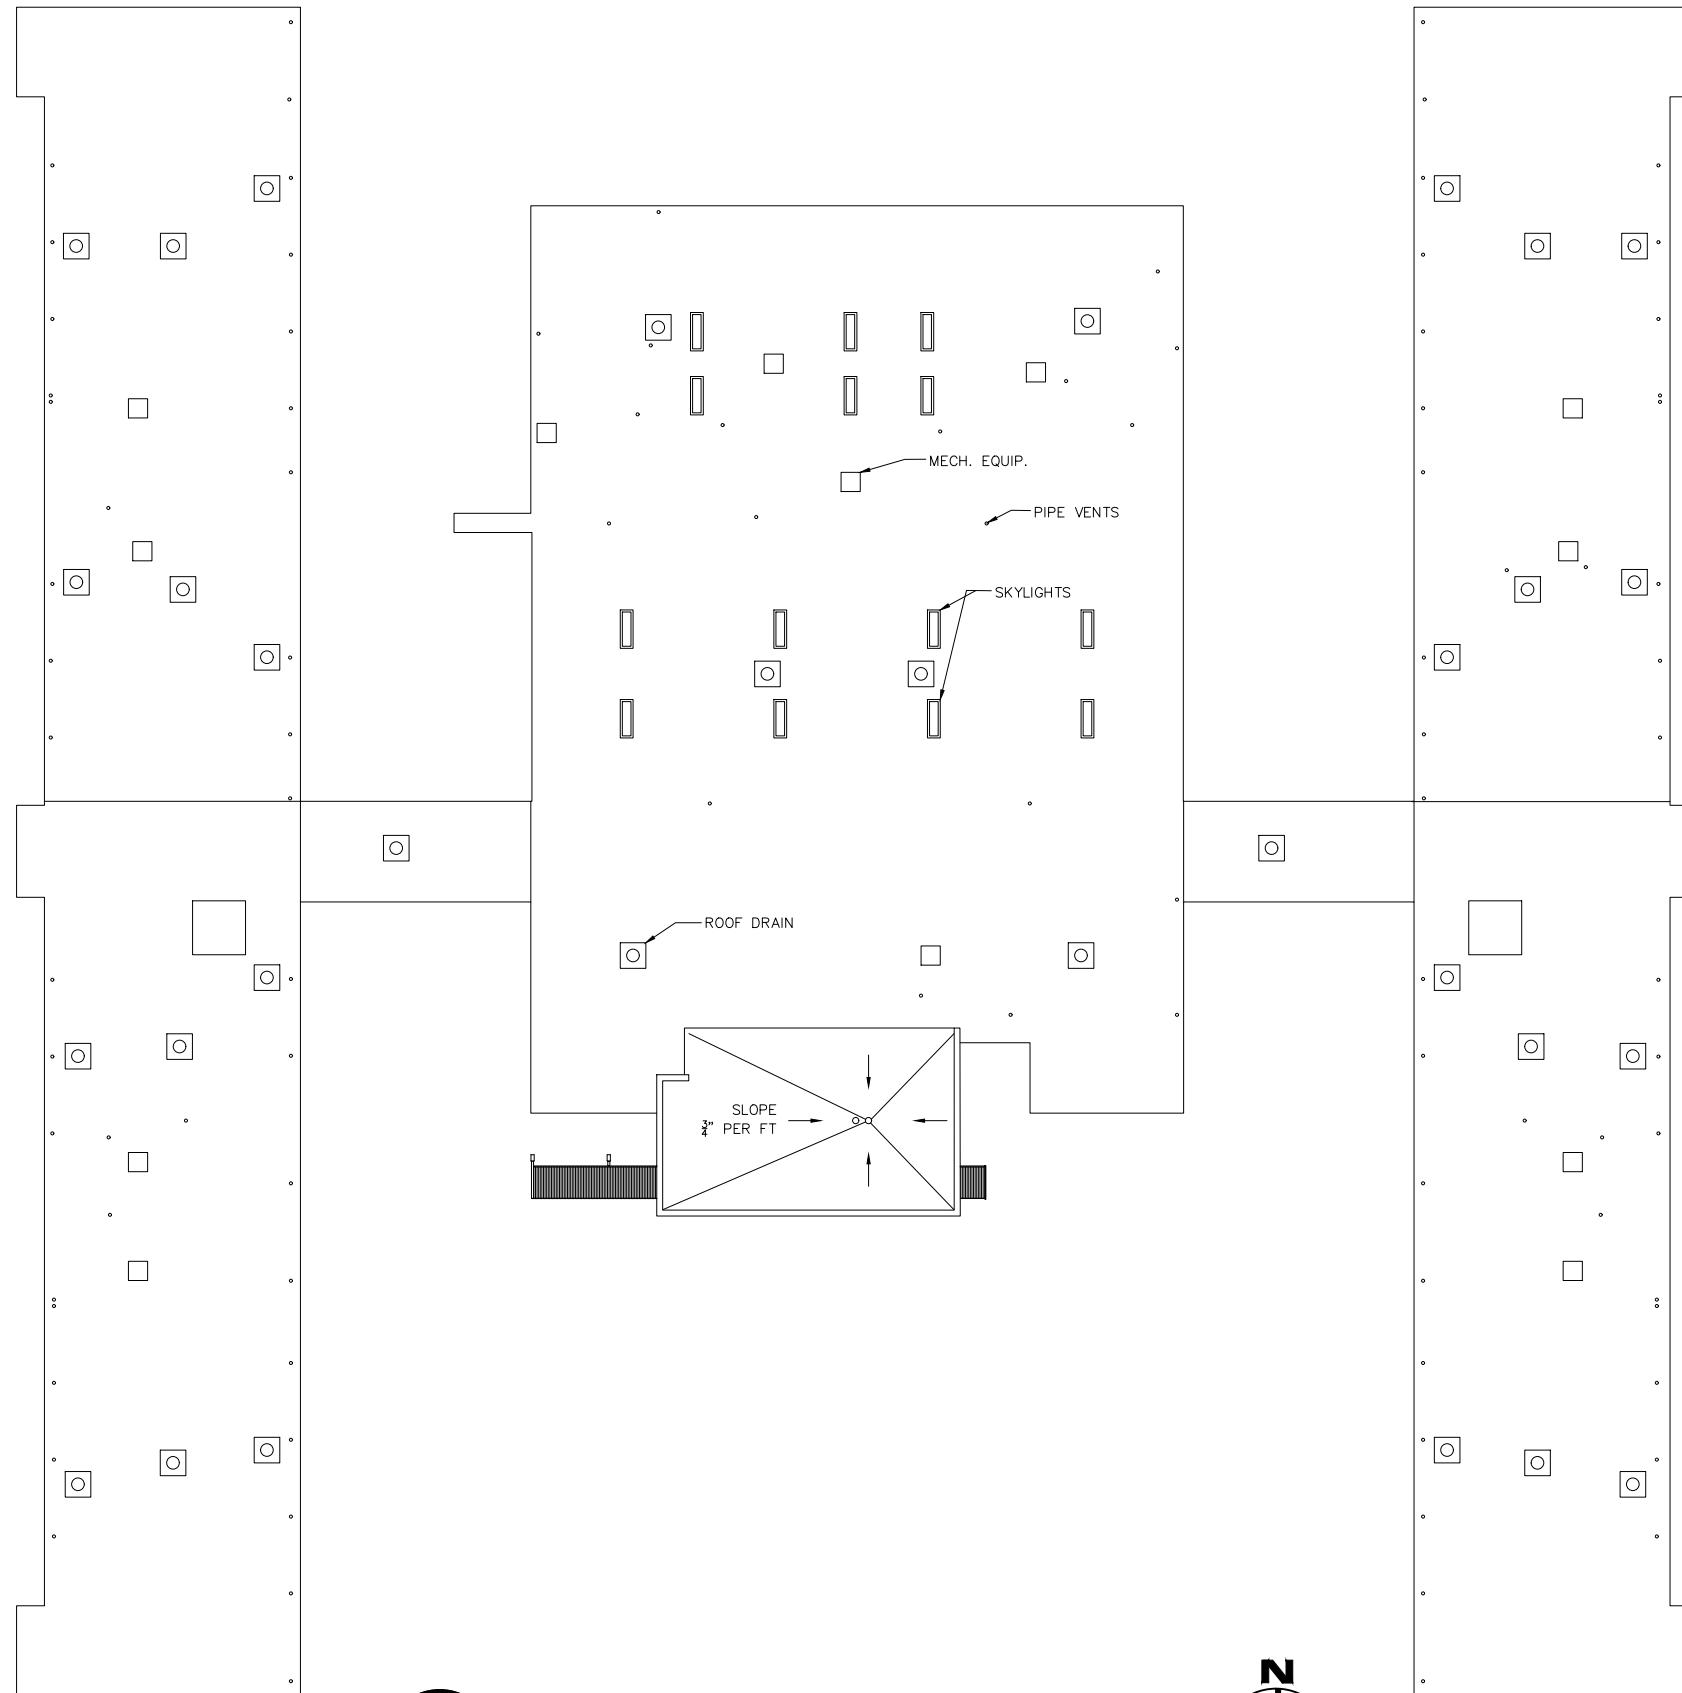 MECH. EQUIP.
PIPE VENTS
SKYLIGHTS
ROOF DRAIN
SLOPE
3/4" PER FT
N